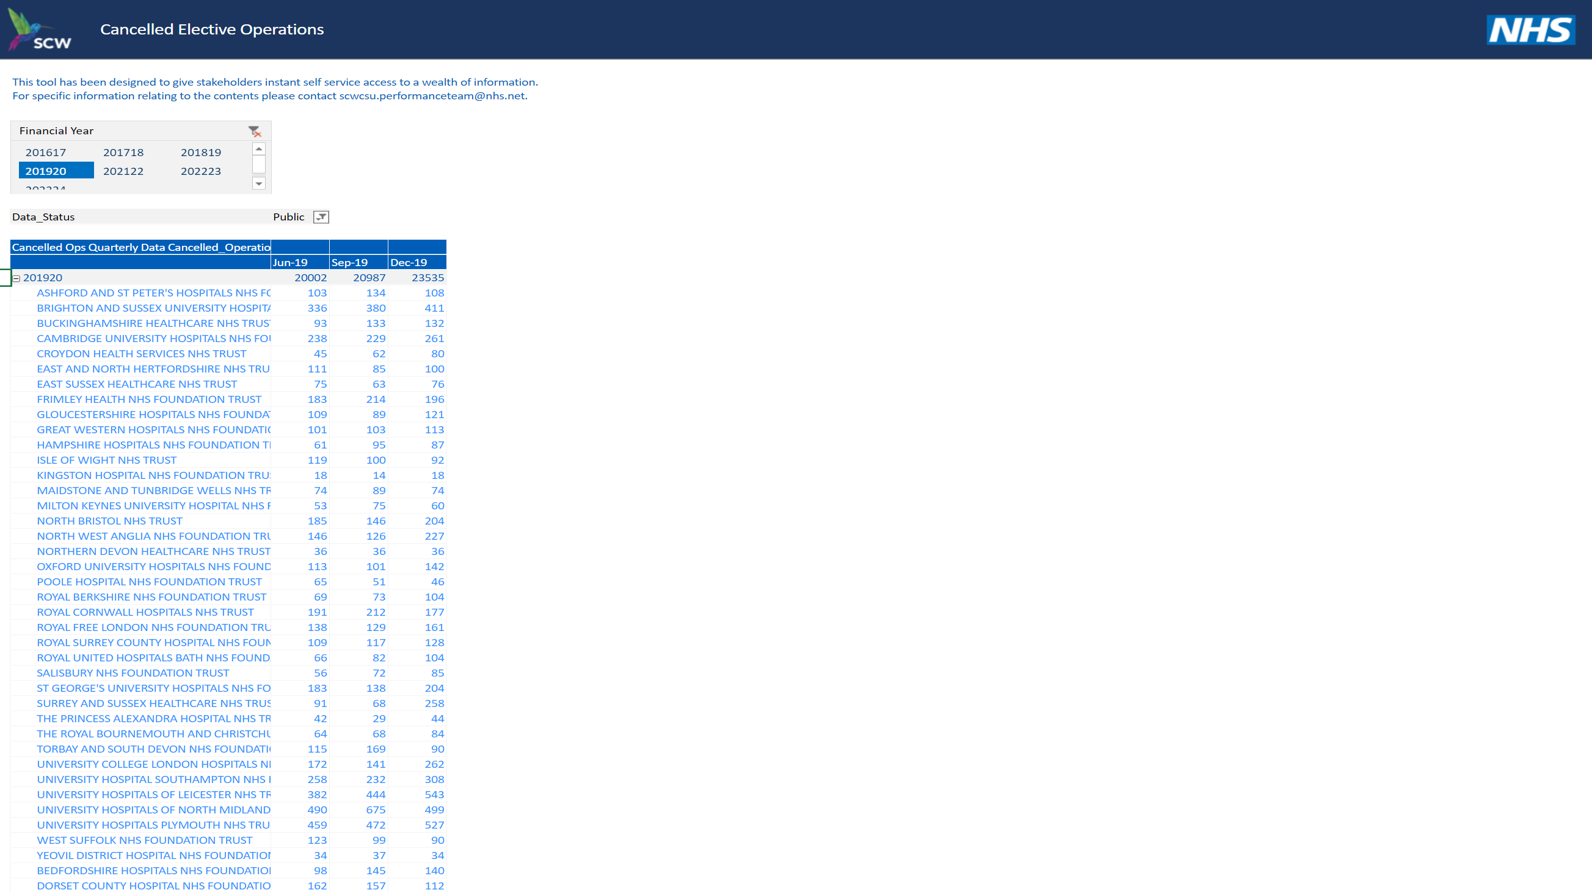 SCW
Cancelled Elective Operations
NHS
This tool has been designed to give stakeholders instant self service access to a wealth of information.
For specific information relating to the contents please contact scwcsu.performanceteam@nhs.net.
Financial Year
201617 201718 201819
201920 202122 202223
Data_Status Public
Cancelled Ops Quarterly Data Cancelled_Operatio
Jun-19 Sep-19 Dec-19
201920 20002 20987 23535
ASHFORD AND ST PETER'S HOSPITALS NHS FC 103 134 108
BRIGHTON AND SUSSEX UNIVERSITY HOSPITA 336 380 411
BUCKINGHAMSHIRE HEALTHCARE NHS TRUS 93 133 132
CAMBRIDGE UNIVERSITY HOSPITALS NHS FOU 238 229 261
CROYDON HEALTH SERVICES NHS TRUST 45 62 80
EAST AND NORTH HERTFORDSHIRE NHS TRU 111 85 100
EAST SUSSEX HEALTHCARE NHS TRUST 75 63 76
FRIMLEY HEALTH NHS FOUNDATION TRUST 183 214 196
GLOUCESTERSHIRE HOSPITALS NHS FOUNDA 109 89 121
GREAT WESTERN HOSPITALS NHS FOUNDATIO 101 103 113
HAMPSHIRE HOSPITALS NHS FOUNDATION T 61 95 87
ISLE OF WIGHT NHS TRUST 119 100 92
KINGSTON HOSPITAL NHS FOUNDATION TRU 18 14 18
MAIDSTONE AND TUNBRIDGE WELLS NHS TR 74 89 74
MILTON KEYNES UNIVERSITY HOSPITAL NHS F 53 75 60
NORTH BRISTOL NHS TRUST 185 146 204
NORTH WEST ANGLIA NHS FOUNDATION TRU 146 126 227
NORTHERN DEVON HEALTHCARE NHS TRUST 36 36 36
OXFORD UNIVERSITY HOSPITALS NHS FOUND 113 101 142
POOLE HOSPITAL NHS FOUNDATION TRUST 65 51 46
ROYAL BERKSHIRE NHS FOUNDATION TRUST 69 73 104
ROYAL CORNWALL HOSPITALS NHS TRUST 191 212 177
ROYAL FREE LONDON NHS FOUNDATION TRU 138 129 161
ROYAL SURREY COUNTY HOSPITAL NHS FOUN 109 117 128
ROYAL UNITED HOSPITALS BATH NHS FOUND 66 82 104
SALISBURY NHS FOUNDATION TRUST 56 72 85
ST GEORGE'S UNIVERSITY HOSPITALS NHS FO 183 138 204
SURREY AND SUSSEX HEALTHCARE NHS TRUS 91 68 258
THE PRINCESS ALEXANDRA HOSPITAL NHS TR 42 29 44
THE ROYAL BOURNEMOUTH AND CHRISTCHU 64 68 84
TORBAY AND SOUTH DEVON NHS FOUNDATI 115 169 90
UNIVERSITY COLLEGE LONDON HOSPITALS N 172 141 262
UNIVERSITY HOSPITAL SOUTHAMPTON NHS 258 232 308
UNIVERSITY HOSPITALS OF LEICESTER NHS TR 382 444 543
UNIVERSITY HOSPITALS OF NORTH MIDLAND 490 675 499
UNIVERSITY HOSPITALS PLYMOUTH NHS TRU 459 472 527
WEST SUFFOLK NHS FOUNDATION TRUST 123 99 90
YEOVIL DISTRICT HOSPITAL NHS FOUNDATION 34 37 34
BEDFORDSHIRE HOSPITALS NHS FOUNDATIO 98 145 140
DORSET COUNTY HOSPITAL NHS FOUNDATIO 162 157 112